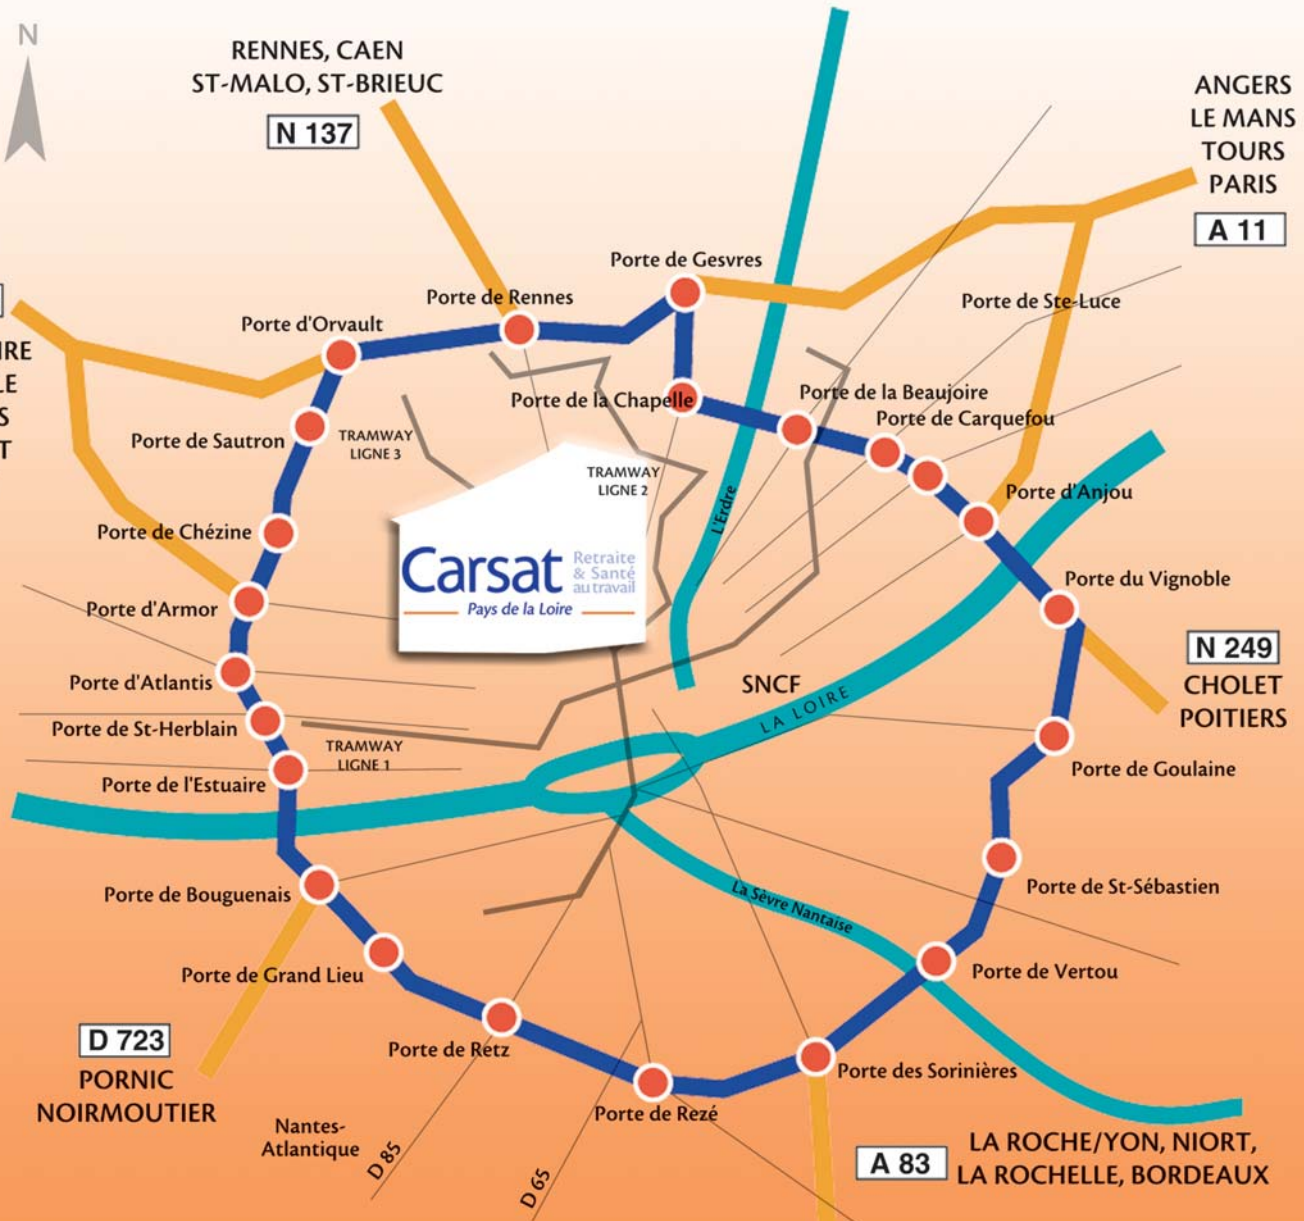 N
RENNES, CAEN
ST-MALO, ST-BRIEUC
N 137
ANGERS
LE MANS
TOURS
PARIS
A 11
Porte de Gesvres
Porte de Rennes
Porte de Ste-Luce
Porte d'Orvault
Porte de la Chapelle
Porte de la Beaujoire
Porte de Carquefou
Porte de Sautron
TRAMWAY
LIGNE 3
TRAMWAY
LIGNE 2
L'Erdre
Porte d'Anjou
Porte de Chézine
Carsat
Retraite
& Santé
au travail
Pays de la Loire
Porte du Vignoble
Porte d'Armor
N 249
CHOLET
POITIERS
Porte d'Atlantis
SNCF
LA LOIRE
Porte de St-Herblain
TRAMWAY
LIGNE 1
Porte de l'Estuaire
Porte de Goulaine
Porte de Bouguenais
La Sèvre Nantaise
Porte de St-Sébastien
Porte de Grand Lieu
Porte de Vertou
D 723
PORNIC
NOIRMOUTIER
Porte de Retz
Porte des Sorinières
Porte de Rezé
Nantes-
Atlantique
D 85
D 65
A 83
LA ROCHE/YON, NIORT,
LA ROCHELLE, BORDEAUX